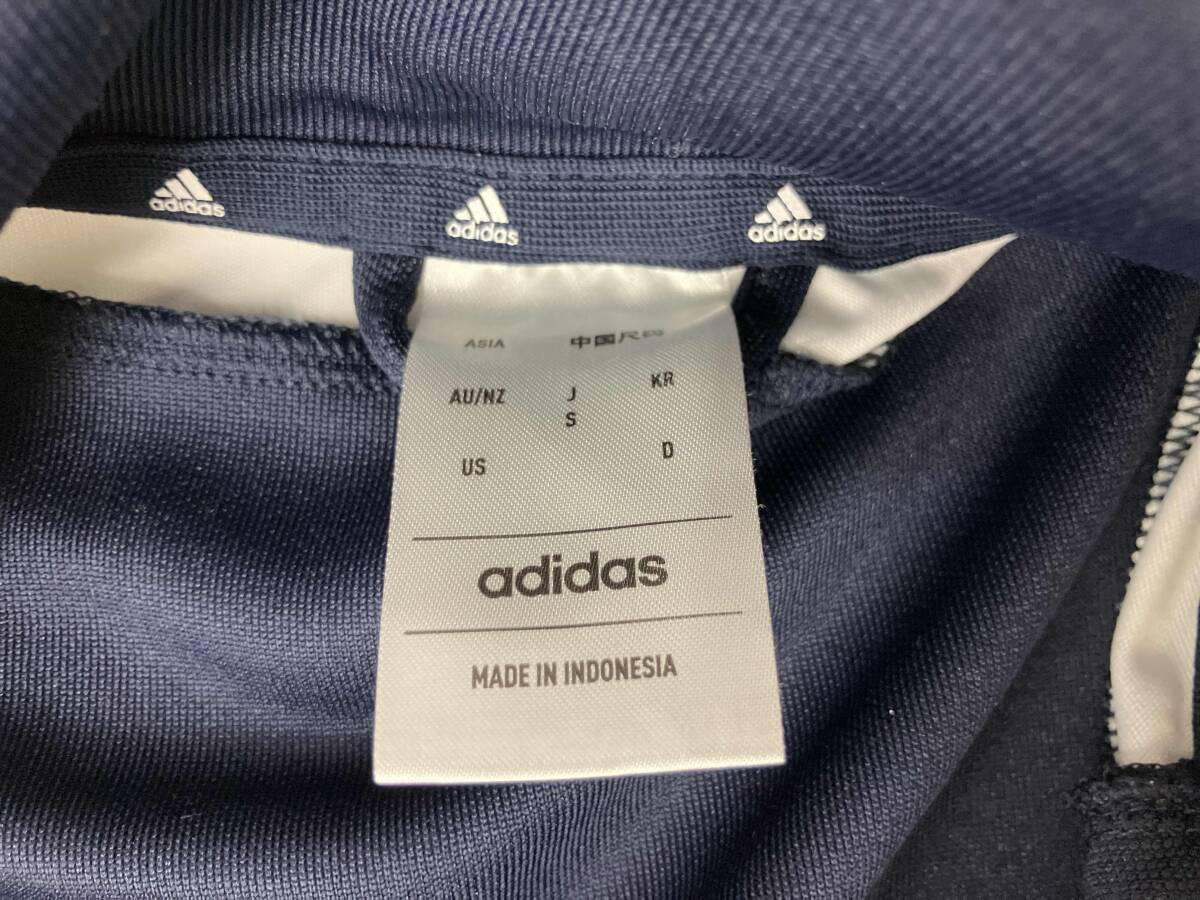 adidas adidas adidas
ASIA 中国尺码
AU/NZ J KR
S
US D
adidas
MADE IN INDONESIA